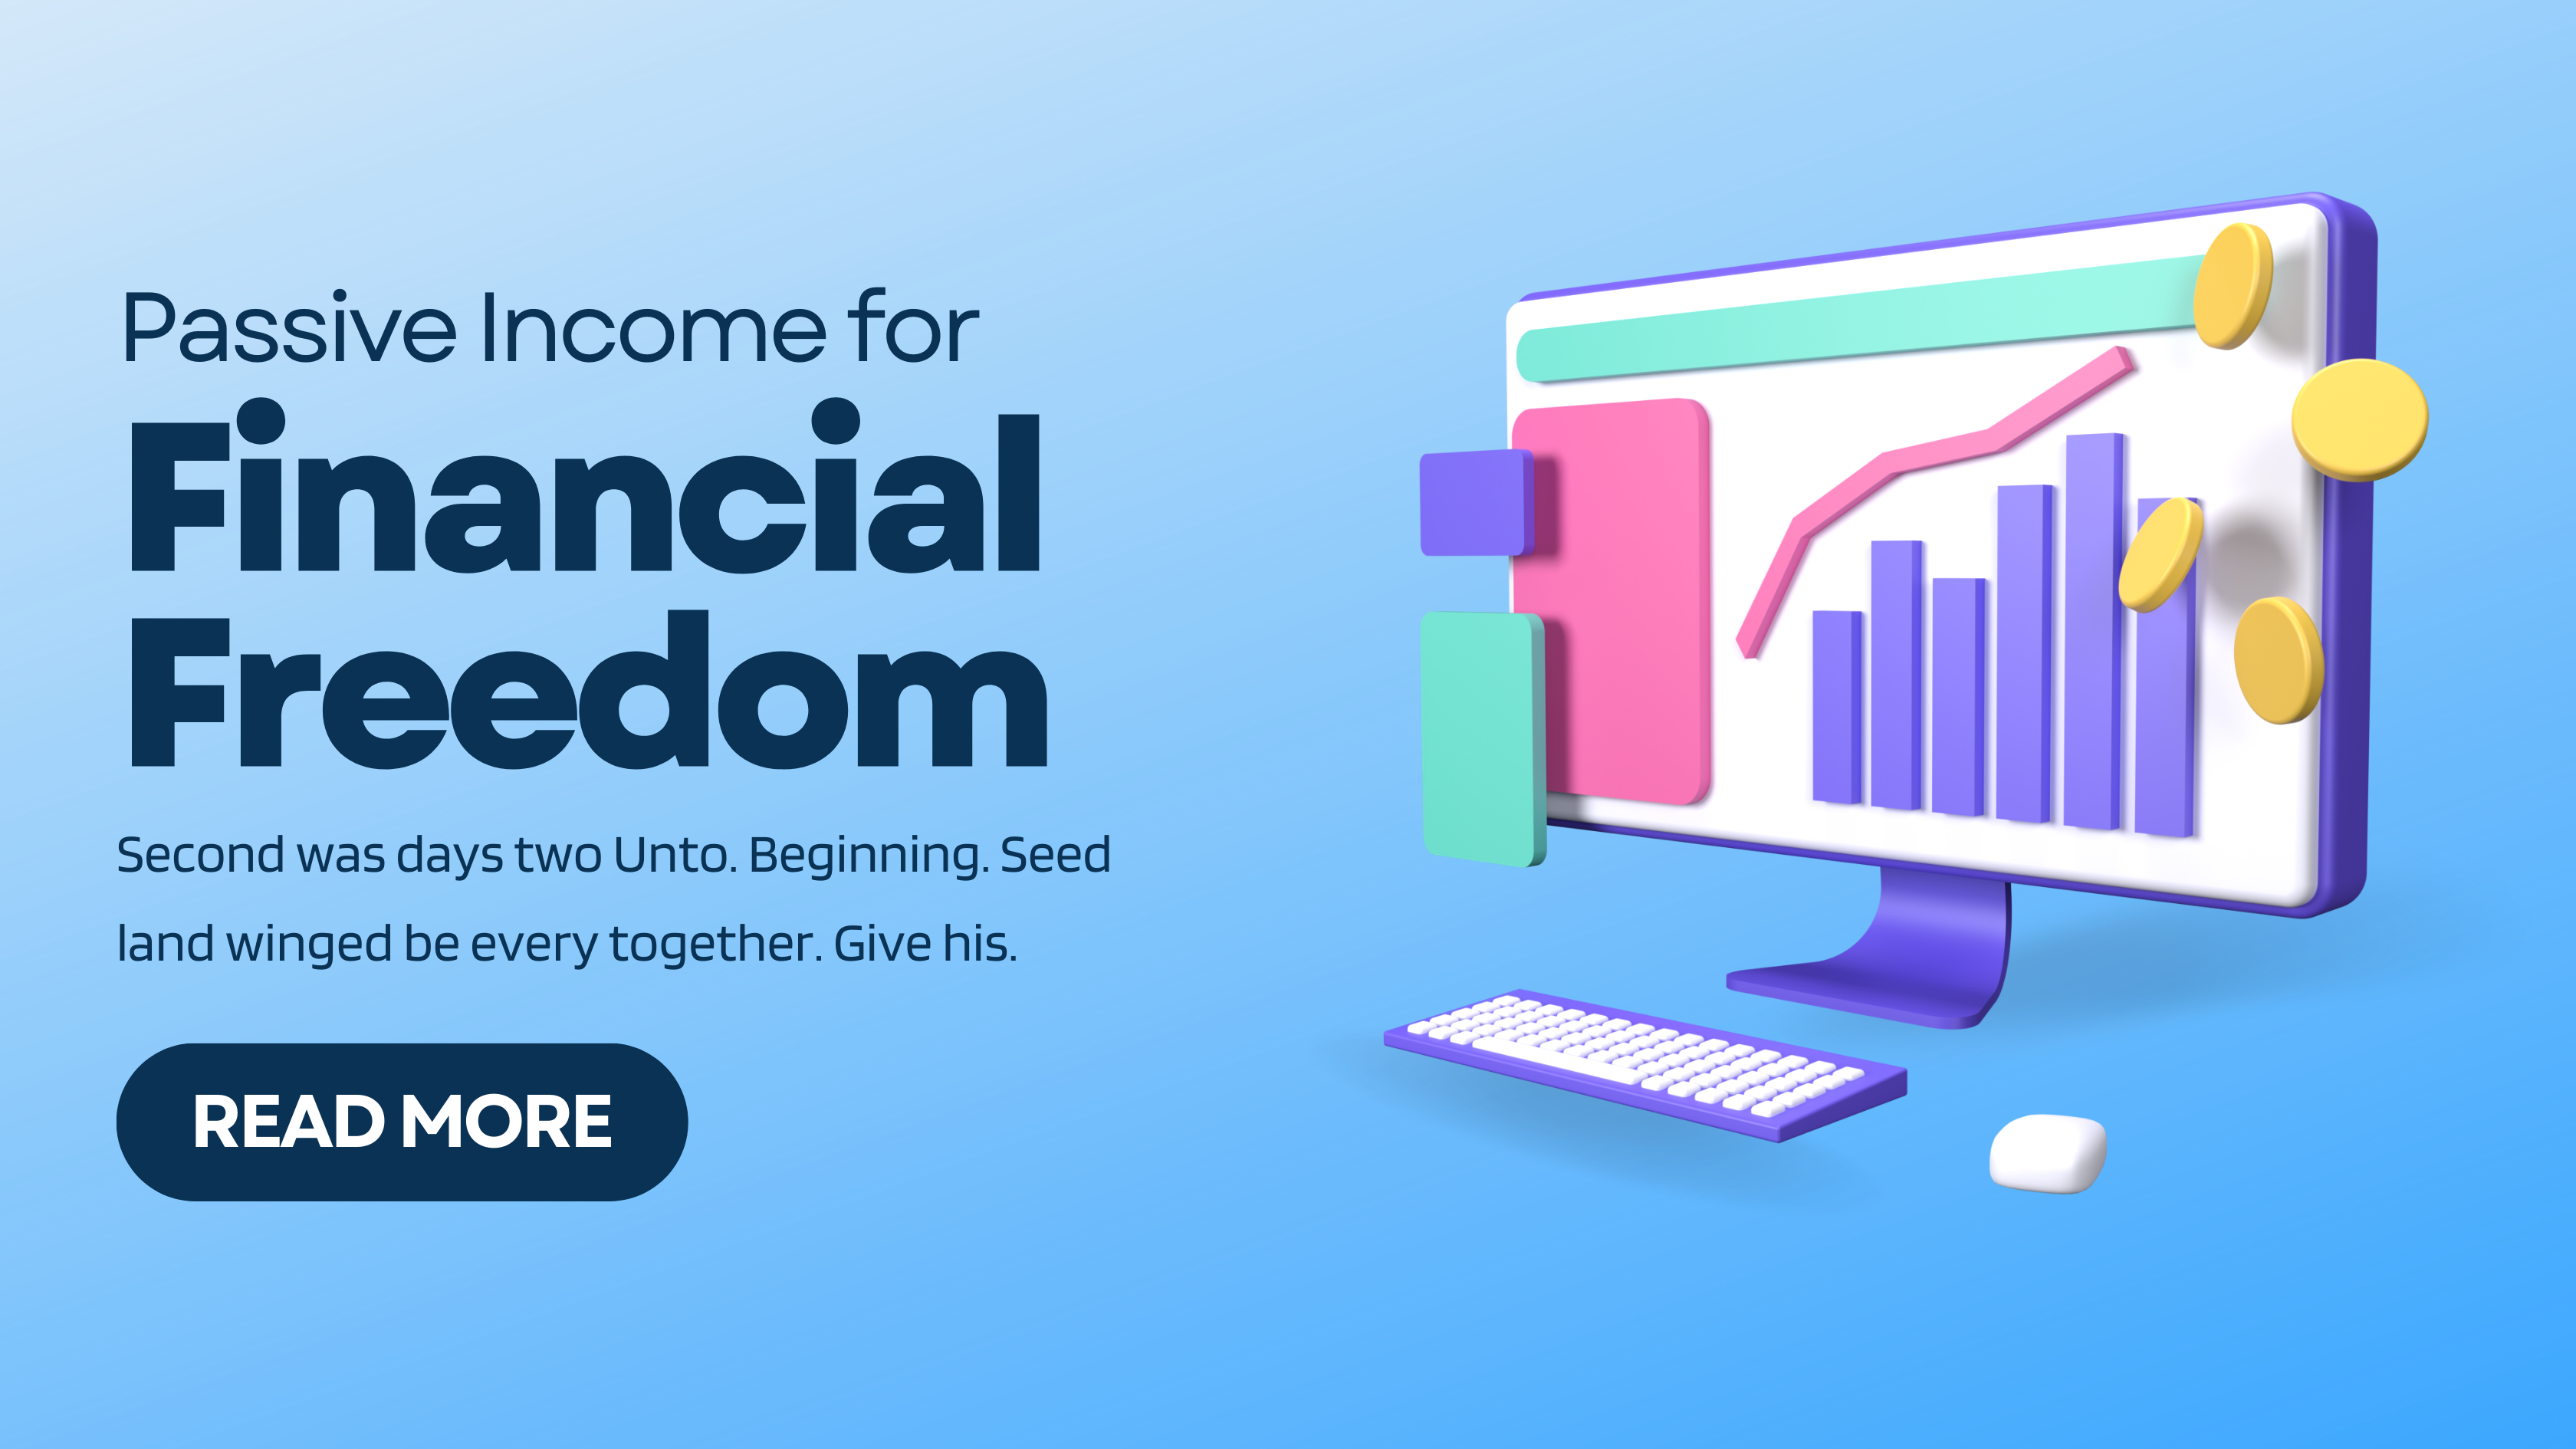 Passive Income for
Financial
Freedom
Second was days two Unto. Beginning. Seed
land winged be every together. Give his.
READ MORE